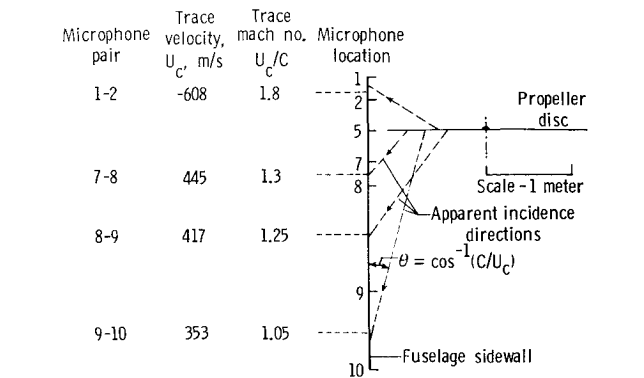 Microphone pair
Trace velocity, U_c, m/s
Trace mach no. U_c/C
Microphone location
1-2 -608 1.8
7-8 445 1.3
8-9 417 1.25
9-10 353 1.05
1
2
5
7
8
9
10
Propeller disc
Scale - 1 meter
Apparent incidence directions
θ = cos⁻¹(C/U_c)
Fuselage sidewall